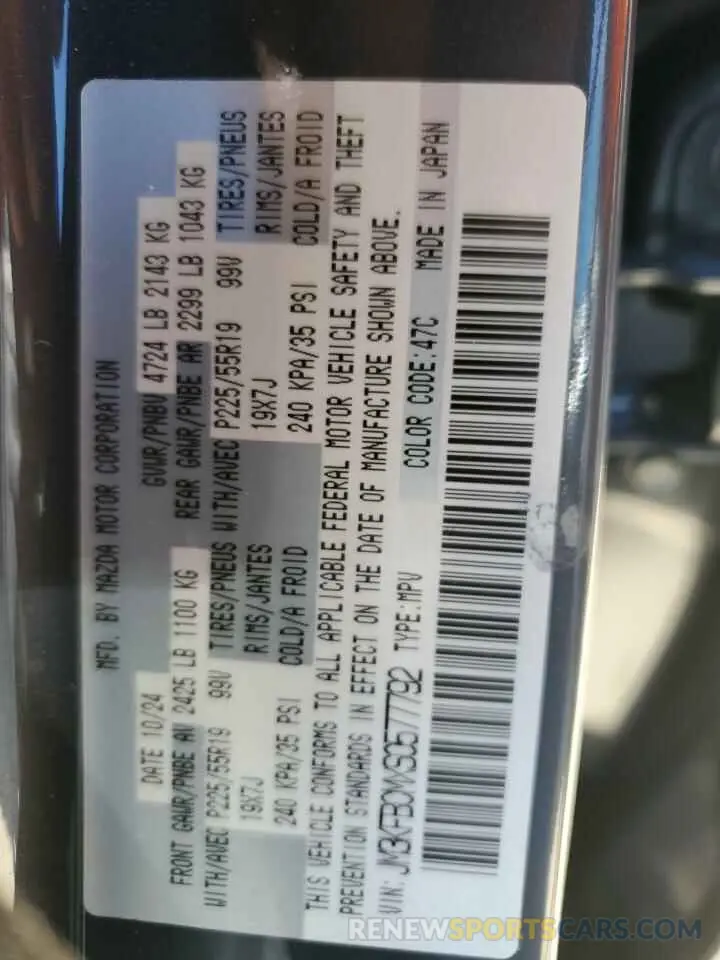 MFD. BY MAZDA MOTOR CORPORATION
DATE 10/24 GVWR/PNBV 4724 LB 2143 KG
FRONT GAWR/PNBE AV 2425 LB 1100 KG REAR GAWR/PNBE AR 2299 LB 1043 KG
WITH/AVEC P225/55R19 99V TIRES/PNEUS WITH/AVEC P225/55R19 99V TIRES/PNEUS
19X7J RIMS/JANTES 19X7J RIMS/JANTES
240 KPA/35 PSI COLD/A FROID 240 KPA/35 PSI COLD/A FROID
THIS VEHICLE CONFORMS TO ALL APPLICABLE FEDERAL MOTOR VEHICLE SAFETY AND THEFT
PREVENTION STANDARDS IN EFFECT ON THE DATE OF MANUFACTURE SHOWN ABOVE.
VIN: TYPE:MPV COLOR CODE:47C MADE IN JAPAN
RENEWSPORTSCARS.COM